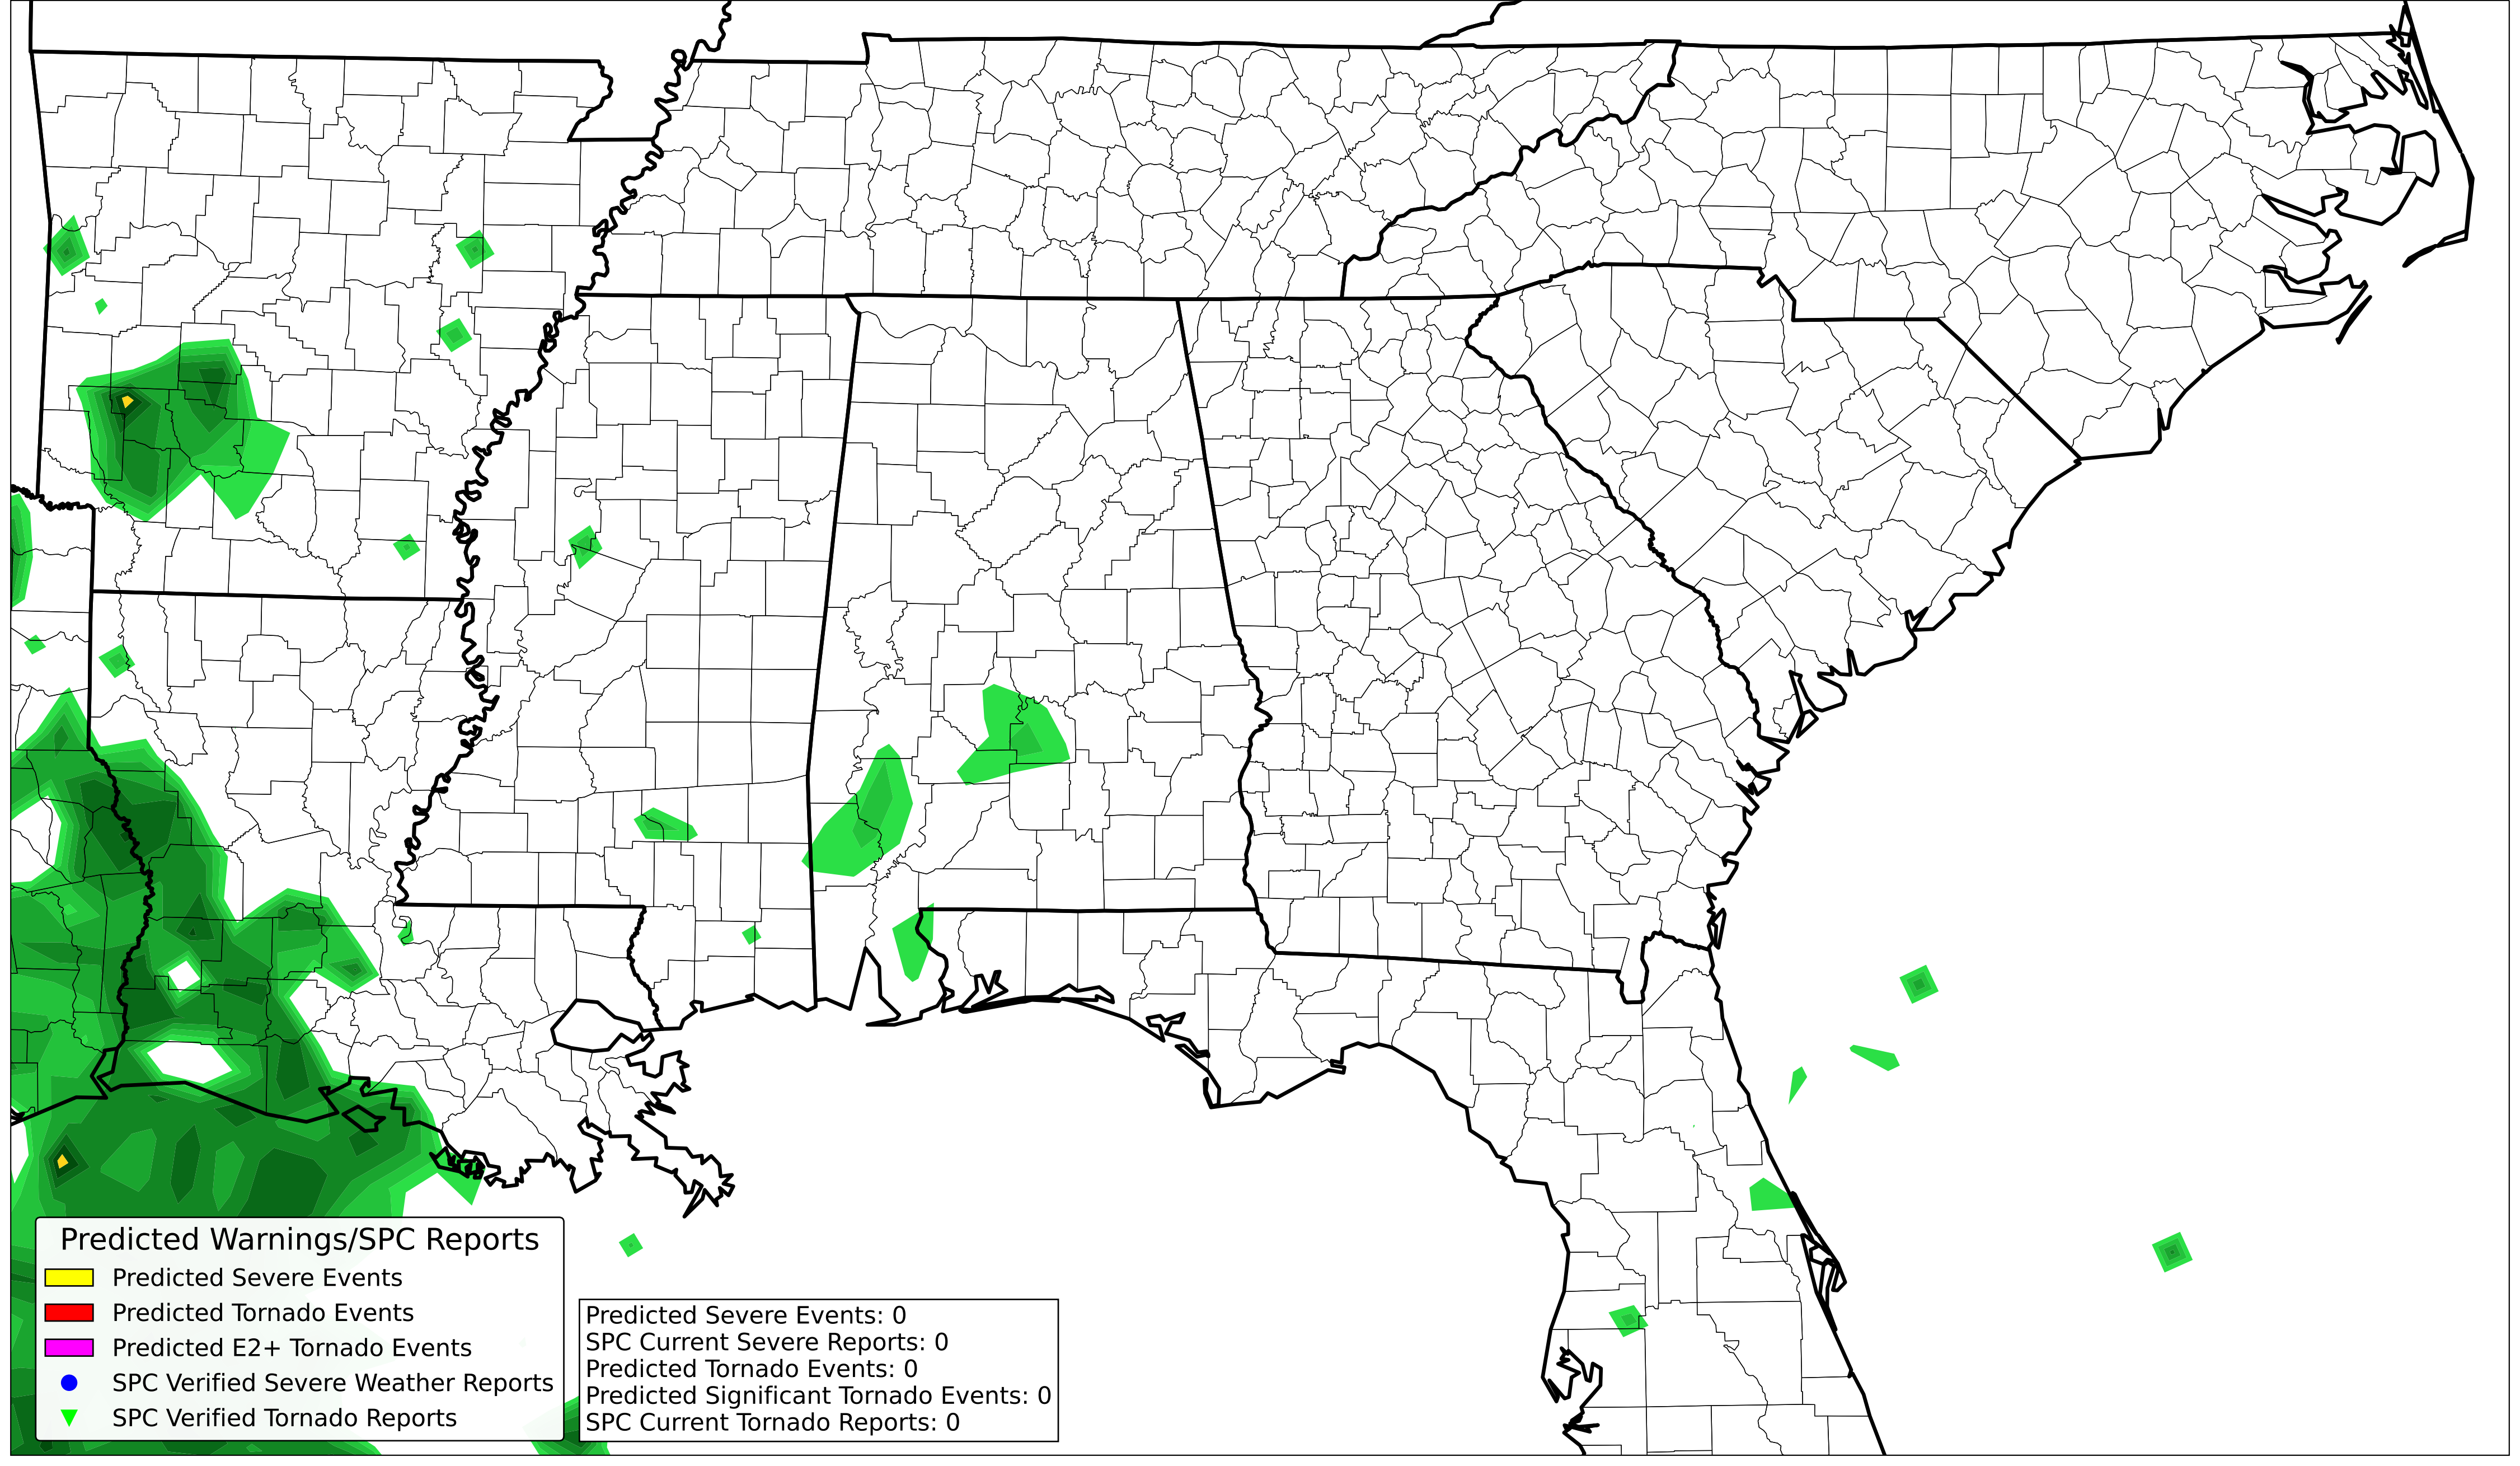 Predicted Warnings/SPC Reports
Predicted Severe Events
Predicted Tornado Events
Predicted E2+ Tornado Events
SPC Verified Severe Weather Reports
SPC Verified Tornado Reports
Predicted Severe Events: 0
SPC Current Severe Reports: 0
Predicted Tornado Events: 0
Predicted Significant Tornado Events: 0
SPC Current Tornado Reports: 0